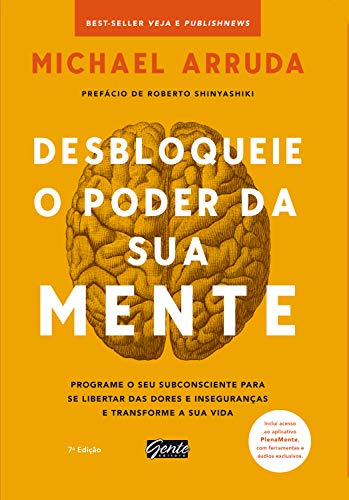 BEST-SELLER VEJA E PUBLISHNEWS
MICHAEL ARRUDA
PREFÁCIO DE ROBERTO SHINYASHIKI
DESBLOQUEIE
O PODER DA
SUA
MENTE
PROGRAME O SEU SUBCONSCIENTE PARA
SE LIBERTAR DAS DORES E INSEGURANÇAS
E TRANSFORME A SUA VIDA
Inclui acesso
ao aplicativo
PlenaMente,
com ferramentas e
áudios exclusivos.
7ª Edição
Gente
EDITORA